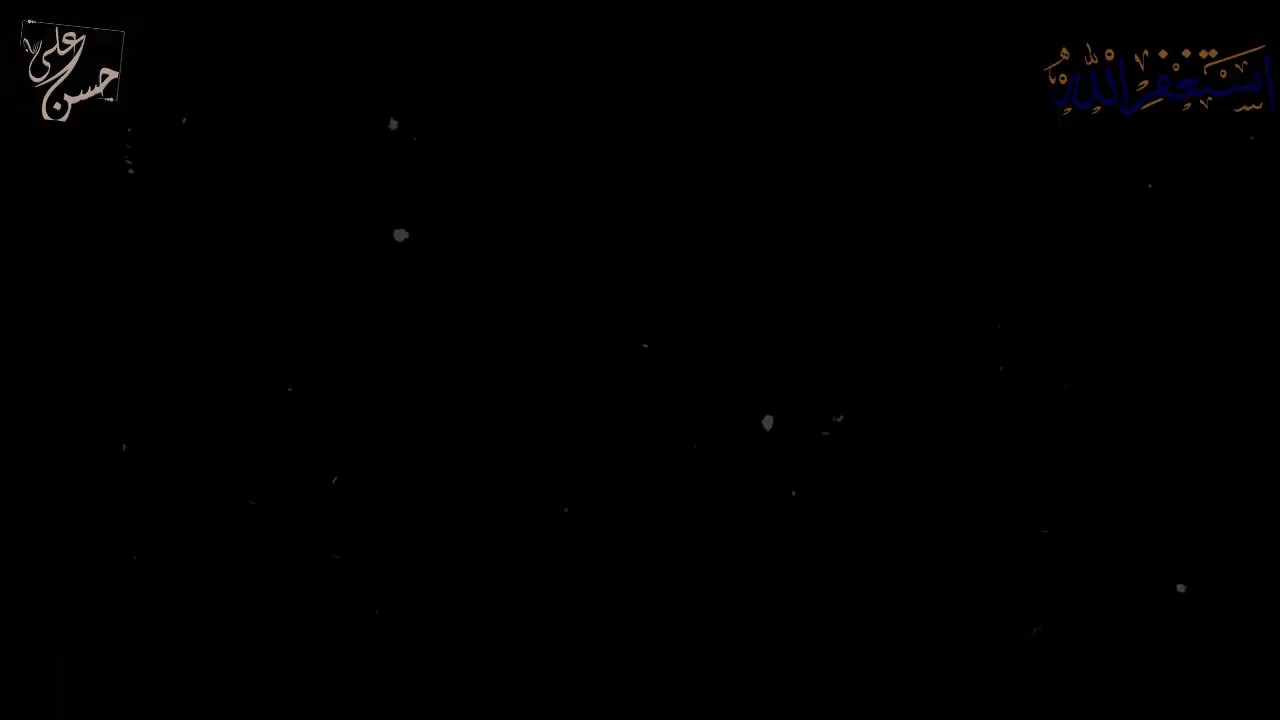 علی
حسن
استغفر الله